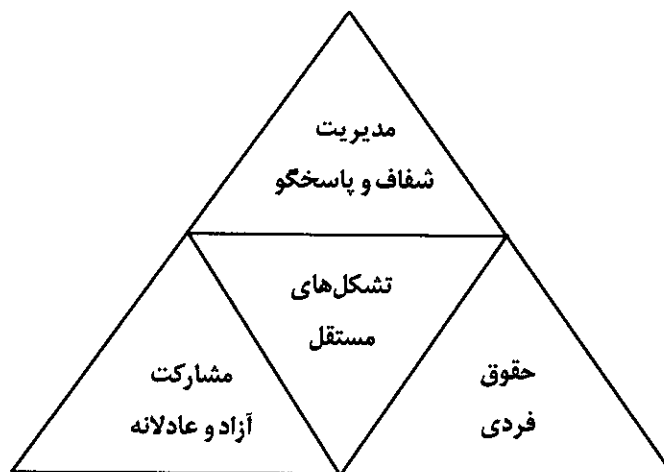 مدیریت
شفاف و پاسخگو
تشکل‌های
مستقل
حقوق
فردی
مشارکت
آزاد و عادلانه